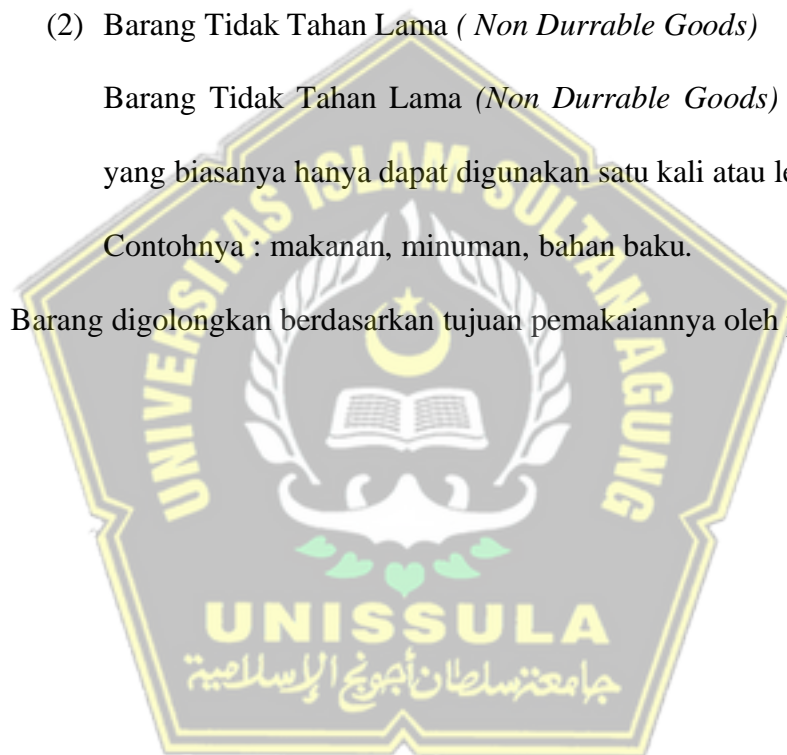 (2) Barang Tidak Tahan Lama ( Non Durrable Goods)
Barang Tidak Tahan Lama (Non Durrable Goods)
yang biasanya hanya dapat digunakan satu kali atau
Contohnya : makanan, minuman, bahan baku.
Barang digolongkan berdasarkan tujuan pemakaiannya oleh
UNIVERSITAS ISLAM SULTAN AGUNG
UNISSULA
جامعة سلطان أجونج الإسلامية